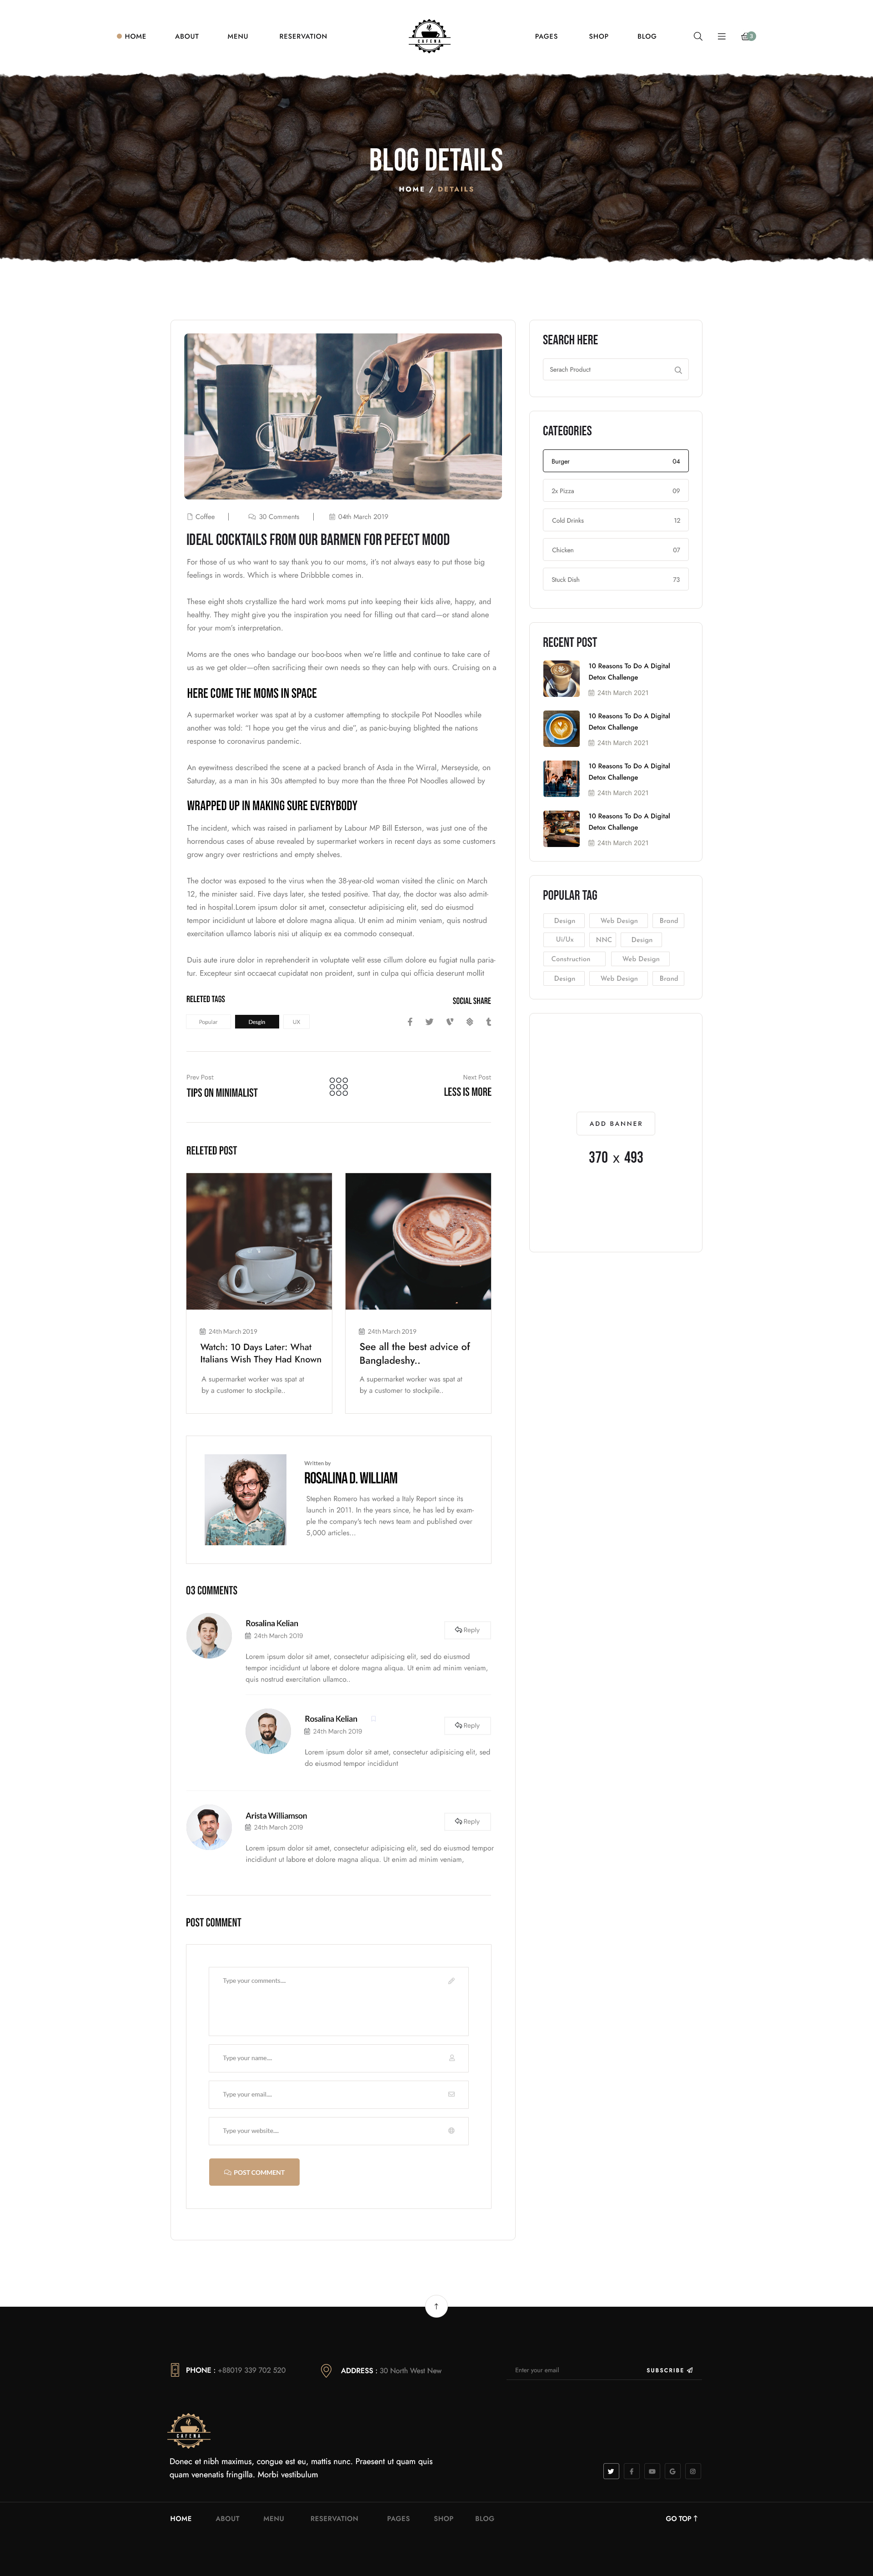 HOME ABOUT MENU RESERVATION CAFENA PAGES SHOP BLOG 3
BLOG DETAILS
HOME / DETAILS
Coffee 30 Comments 04th March 2019
IDEAL COCKTAILS FROM OUR BARMEN FOR PEFECT MOOD
For those of us who want to say thank you to our moms, it's not always easy to put those big
feelings in words. Which is where Dribbble comes in.
These eight shots crystallize the hard work moms put into keeping their kids alive, happy, and
healthy. They might give you the inspiration you need for filling out that card—or stand alone
for your mom's interpretation.
Moms are the ones who bandage our boo-boos when we're little and continue to take care of
us as we get older—often sacrificing their own needs so they can help with ours. Cruising on a
HERE COME THE MOMS IN SPACE
A supermarket worker was spat at by a customer attempting to stockpile Pot Noodles while
another was told: "I hope you get the virus and die", as panic-buying blighted the nations
response to coronavirus pandemic.
An eyewitness described the scene at a packed branch of Asda in the Wirral, Merseyside, on
Saturday, as a man in his 30s attempted to buy more than the three Pot Noodles allowed by
WRAPPED UP IN MAKING SURE EVERYBODY
The incident, which was raised in parliament by Labour MP Bill Esterson, was just one of the
horrendous cases of abuse revealed by supermarket workers in recent days as some customers
grow angry over restrictions and empty shelves.
The doctor was exposed to the virus when the 38-year-old woman visited the clinic on March
12, the minister said. Five days later, she tested positive. That day, the doctor was also admit-
ted in hospital.Lorem ipsum dolor sit amet, consectetur adipisicing elit, sed do eiusmod
tempor incididunt ut labore et dolore magna aliqua. Ut enim ad minim veniam, quis nostrud
exercitation ullamco laboris nisi ut aliquip ex ea commodo consequat.
Duis aute irure dolor in reprehenderit in voluptate velit esse cillum dolore eu fugiat nulla paria-
tur. Excepteur sint occaecat cupidatat non proident, sunt in culpa qui officia deserunt mollit
RELETED TAGS
SOCIAL SHARE
Popular Desgin UX
Prev Post
TIPS ON MINIMALIST
Next Post
LESS IS MORE
RELETED POST
24th March 2019
Watch: 10 Days Later: What
Italians Wish They Had Known
A supermarket worker was spat at
by a customer to stockpile..
24th March 2019
See all the best advice of
Bangladeshy..
A supermarket worker was spat at
by a customer to stockpile..
Written by
ROSALINA D. WILLIAM
Stephen Romero has worked a Italy Report since its
launch in 2011. In the years since, he has led by exam-
ple the company's tech news team and published over
5,000 articles...
03 COMMENTS
Rosalina Kelian
24th March 2019
Reply
Lorem ipsum dolor sit amet, consectetur adipisicing elit, sed do eiusmod
tempor incididunt ut labore et dolore magna aliqua. Ut enim ad minim veniam,
quis nostrud exercitation ullamco..
Rosalina Kelian
24th March 2019
Reply
Lorem ipsum dolor sit amet, consectetur adipisicing elit, sed
do eiusmod tempor incididunt
Arista Williamson
24th March 2019
Reply
Lorem ipsum dolor sit amet, consectetur adipisicing elit, sed do eiusmod tempor
incididunt ut labore et dolore magna aliqua. Ut enim ad minim veniam,
POST COMMENT
Type your comments....
Type your name....
Type your email....
Type your website....
POST COMMENT
SEARCH HERE
Serach Product
CATEGORIES
Burger 04
2x Pizza 09
Cold Drinks 12
Chicken 07
Stuck Dish 73
RECENT POST
10 Reasons To Do A Digital
Detox Challenge
24th March 2021
10 Reasons To Do A Digital
Detox Challenge
24th March 2021
10 Reasons To Do A Digital
Detox Challenge
24th March 2021
10 Reasons To Do A Digital
Detox Challenge
24th March 2021
POPULAR TAG
Design Web Design Brand
Ui/Ux NNC Design
Construction Web Design
Design Web Design Brand
ADD BANNER
370 x 493
PHONE : +88019 339 702 520 ADDRESS : 30 North West New Enter your email SUBSCRIBE
CAFENA
Donec et nibh maximus, congue est eu, mattis nunc. Praesent ut quam quis
quam venenatis fringilla. Morbi vestibulum
HOME ABOUT MENU RESERVATION PAGES SHOP BLOG GO TOP